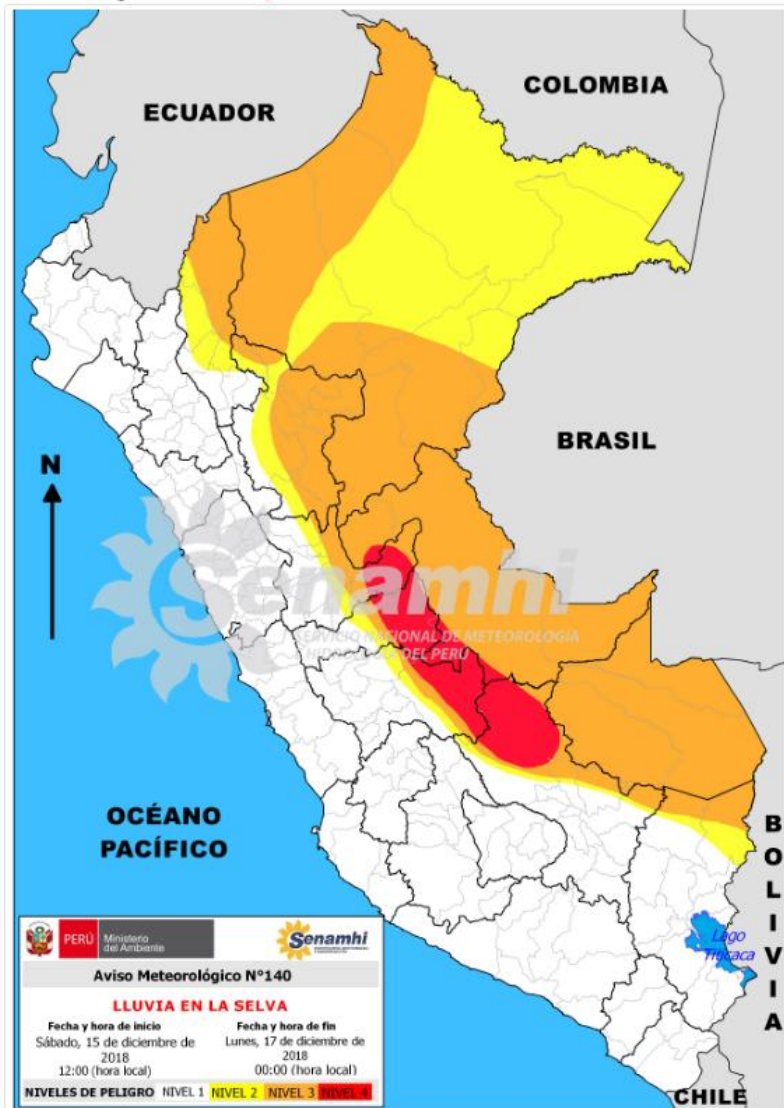 COLOMBIA
ECUADOR
BRASIL
N
Senamhi
SERVICIO NACIONAL DE METEOROLOGÍA
E HIDROLOGÍA DEL PERÚ
OCÉANO
PACÍFICO
BOLIVIA
Lago
Titicaca
CHILE
PERÚ
Ministerio
del Ambiente
Senamhi
Aviso Meteorológico N°140
LLUVIA EN LA SELVA
Fecha y hora de inicio
Sábado, 15 de diciembre de
2018
12:00 (hora local)
Fecha y hora de fin
Lunes, 17 de diciembre de
2018
00:00 (hora local)
NIVELES DE PELIGRO NIVEL 1 NIVEL 2 NIVEL 3 NIVEL 4